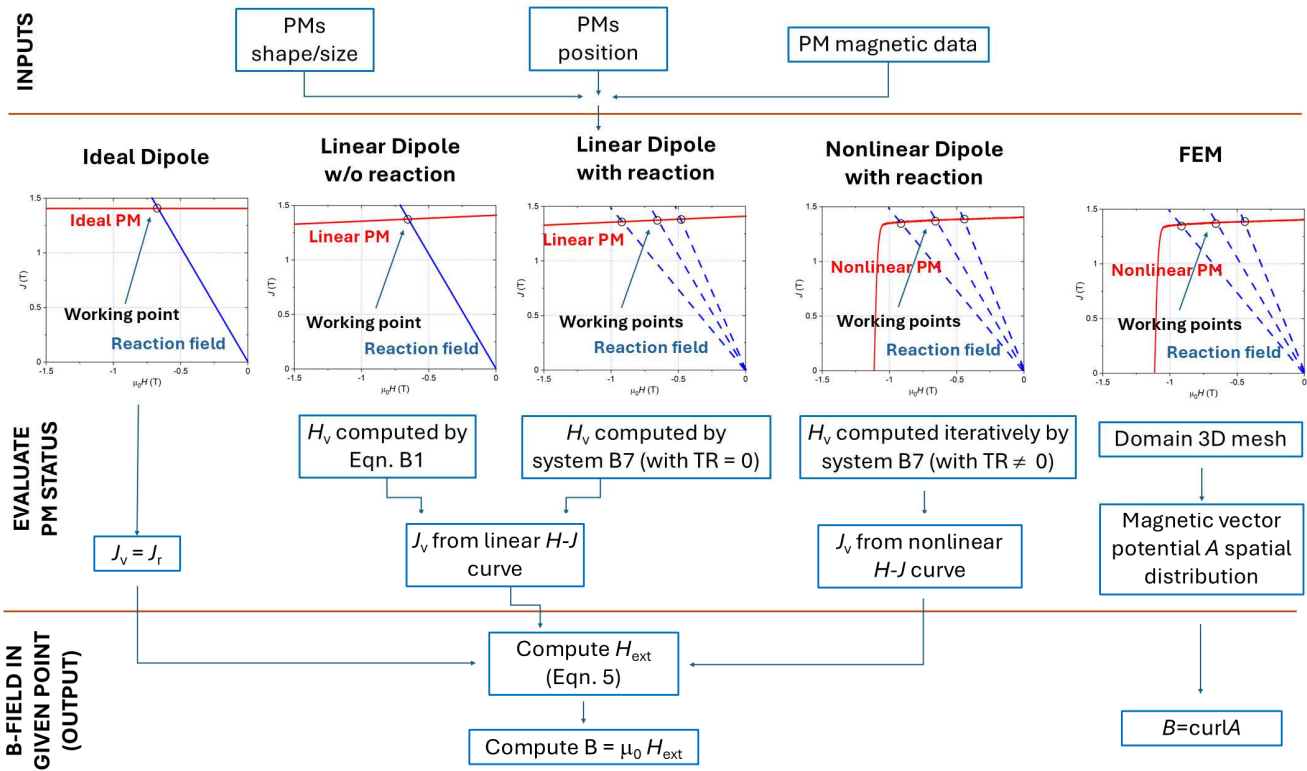 INPUTS
PMs
shape/size
PMs
position
PM magnetic data
EVALUATE
PM STATUS
Ideal Dipole
1.5
1
0.5
0
J (T)
-1.5
-1
-0.5
0
μ₀H (T)
Ideal PM
Working point
Reaction field
Linear Dipole
w/o reaction
1.5
1
0.5
0
J (T)
-1.5
-1
-0.5
0
μ₀H (T)
Linear PM
Working point
Reaction field
Linear Dipole
with reaction
1.5
1
0.5
0
J (T)
-1.5
-1
-0.5
0
μ₀H (T)
Linear PM
Working points
Reaction field
Nonlinear Dipole
with reaction
1.5
1
0.5
0
J (T)
-1.5
-1
-0.5
0
μ₀H (T)
Nonlinear PM
Working points
Reaction field
FEM
1.5
1
0.5
0
J (T)
-1.5
-1
-0.5
0
μ₀H (T)
Nonlinear PM
Working points
Reaction field
Hᵥ computed by
Eqn. B1
Hᵥ computed by
system B7 (with TR = 0)
Hᵥ computed iteratively by
system B7 (with TR ≠ 0)
Domain 3D mesh
Jᵥ = Jᵣ
Jᵥ from linear H-J
curve
Jᵥ from nonlinear
H-J curve
Magnetic vector
potential A spatial
distribution
B-FIELD IN
GIVEN POINT
(OUTPUT)
Compute Hext
(Eqn. 5)
Compute B = μ₀ Hext
B=curlA